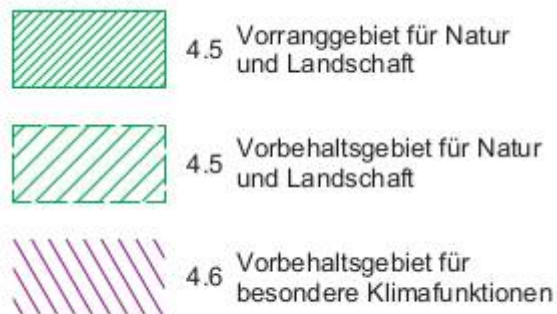 4.5 Vorranggebiet für Natur
und Landschaft
4.5 Vorbehaltsgebiet für Natur
und Landschaft
4.6 Vorbehaltsgebiet für
besondere Klimafunktionen